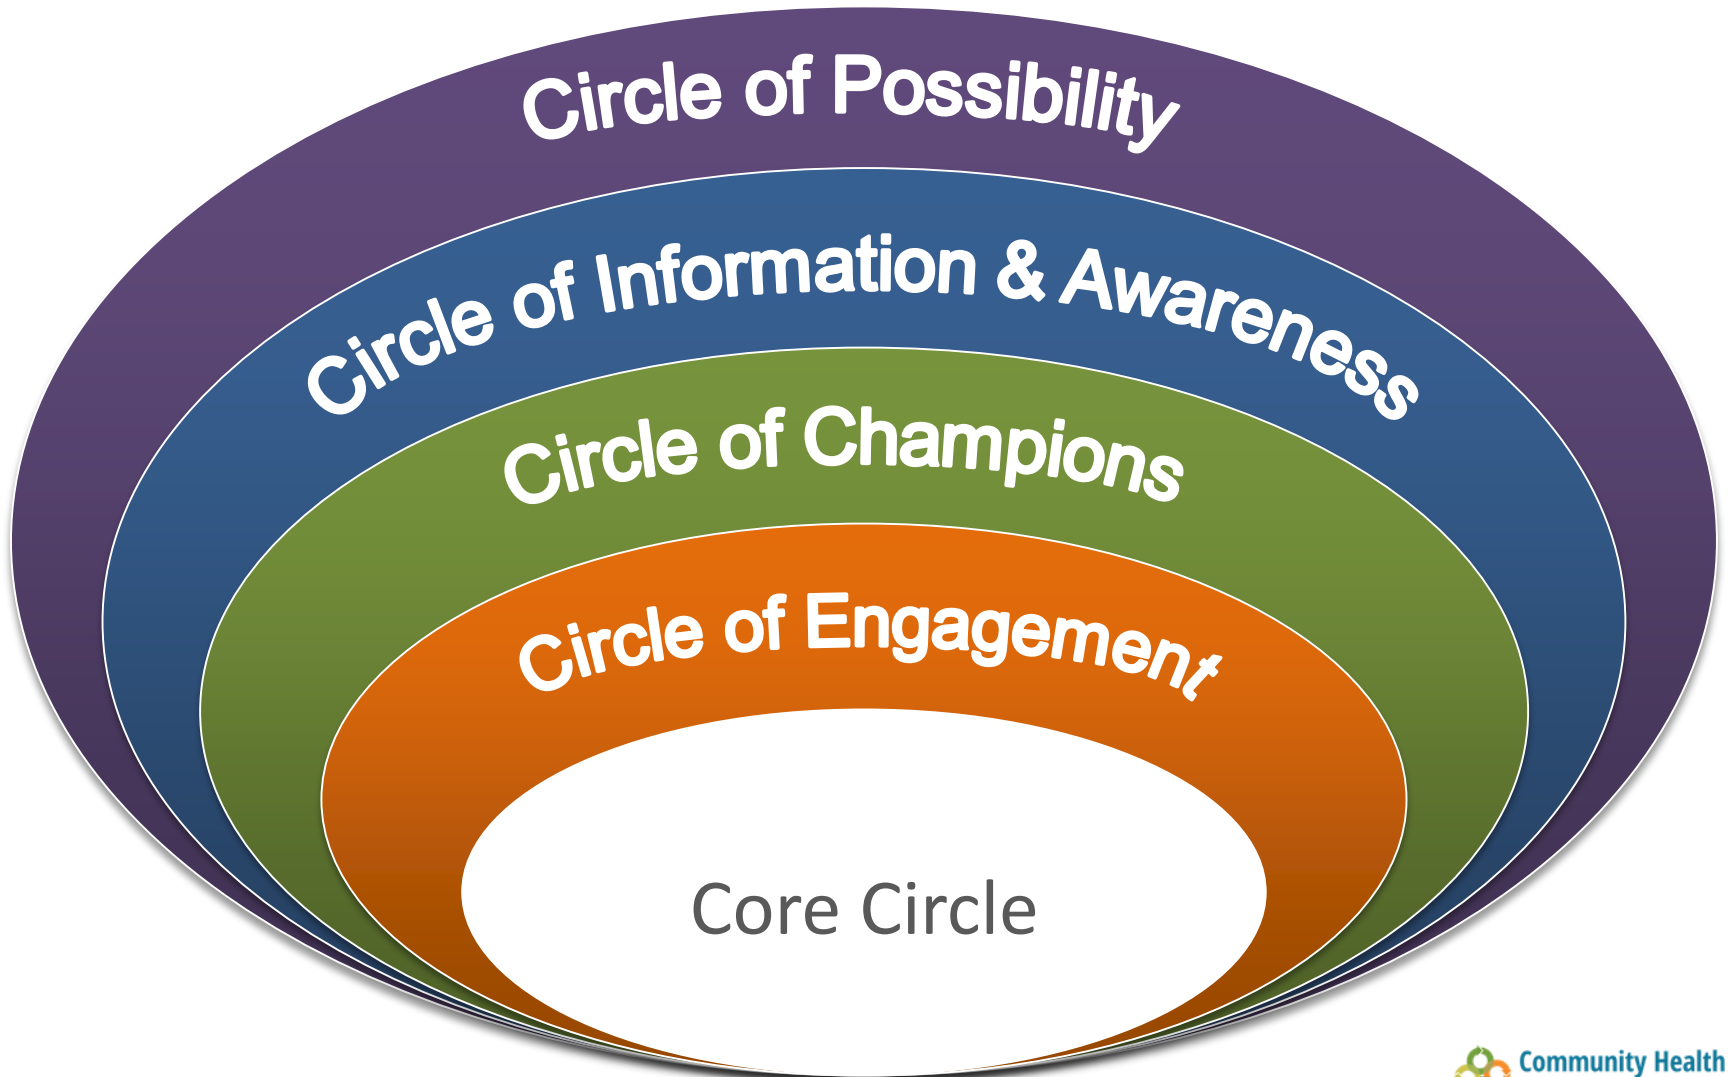 Circle of Possibility
Circle of Information & Awareness
Circle of Champions
Circle of Engagement
Core Circle
Community Health